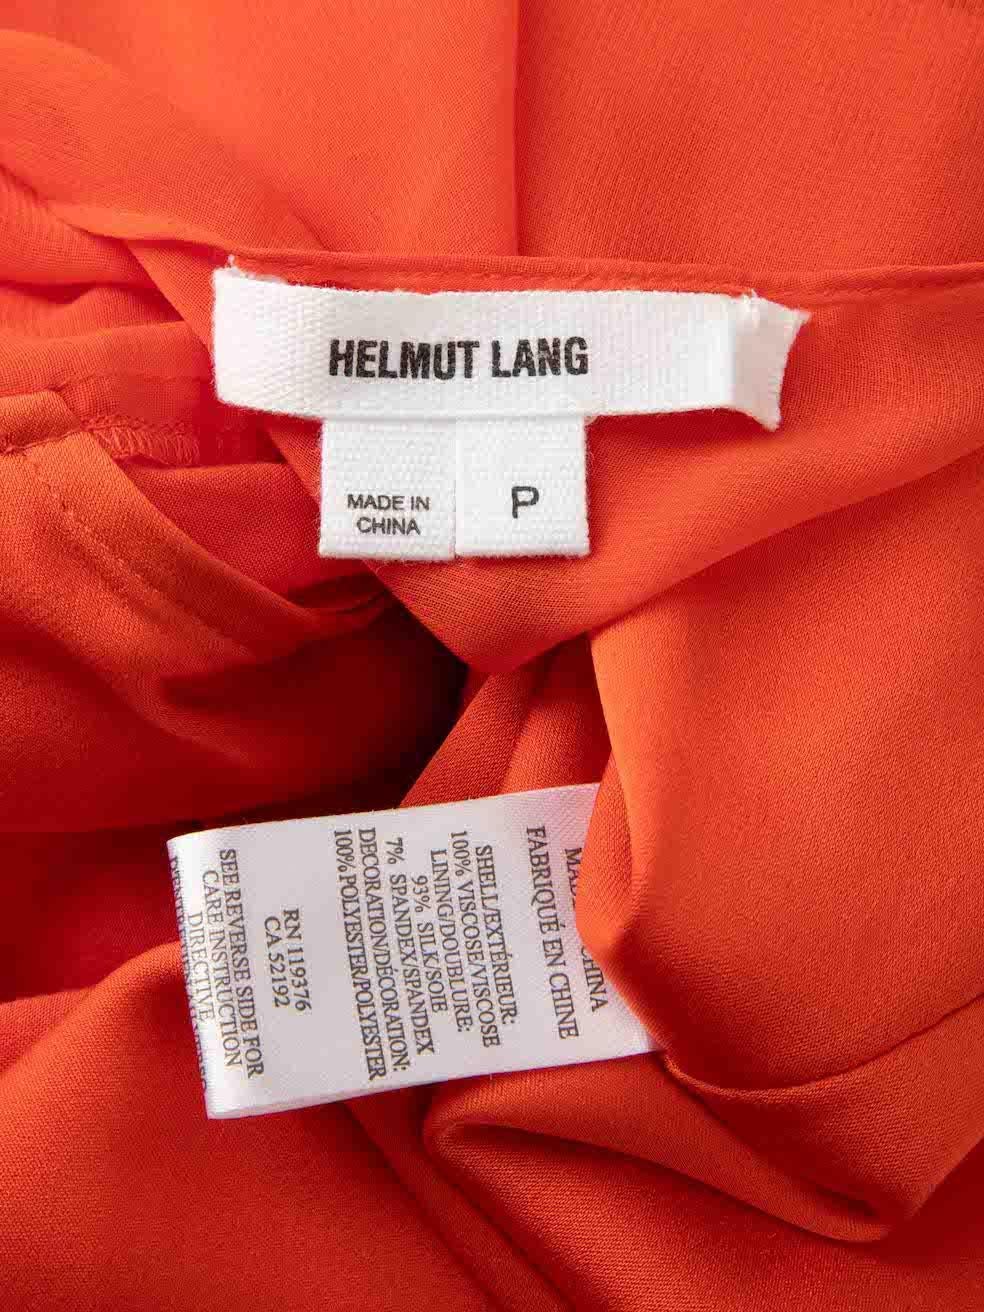 HELMUT LANG
MADE IN
CHINA
P
FABRIQUÉ EN CHINE
SHELL/EXTÉRIEUR:
100% VISCOSE/VISCOSE
LINING/DOUBLURE:
93% SILK/SOIE
7% SPANDEX/SPANDEX
DECORATION/DÉCORATION:
100% POLYESTER/POLYESTER
RN 119376
CA 52192
SEE REVERSE SIDE FOR
CARE INSTRUCTION
DIRECTIVE.